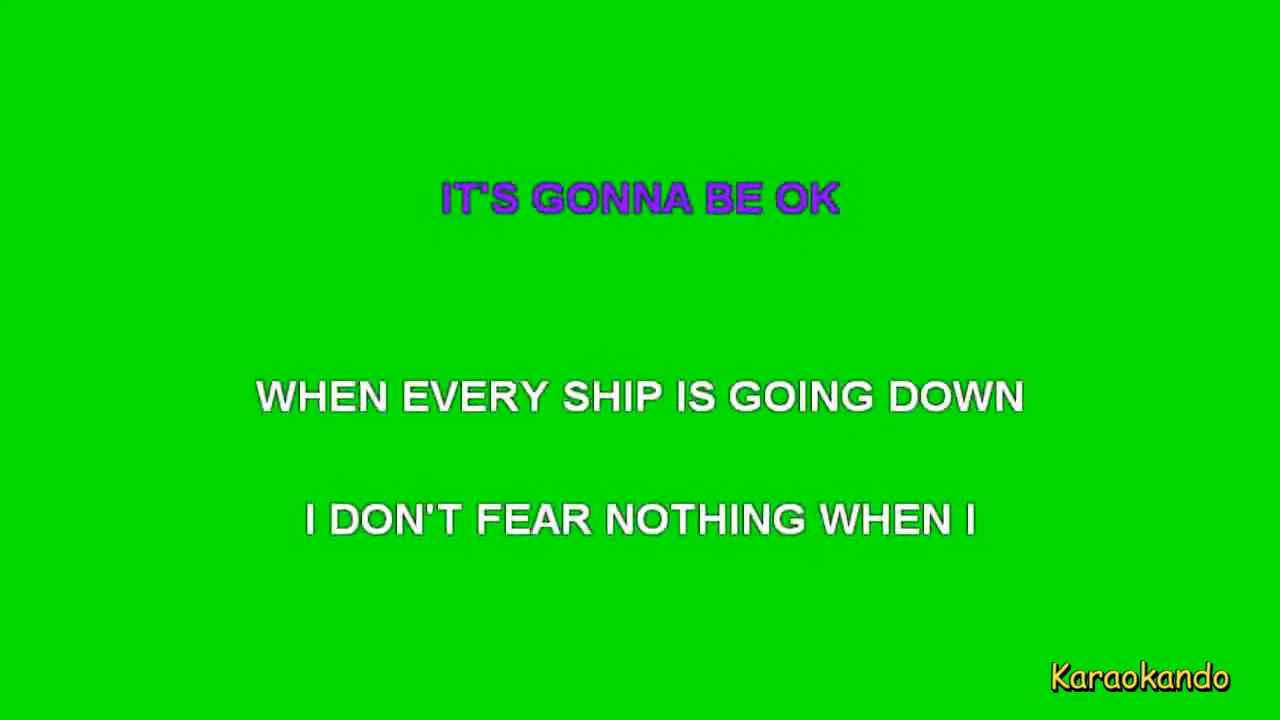 IT'S GONNA BE OK
WHEN EVERY SHIP IS GOING DOWN
I DON'T FEAR NOTHING WHEN I
Karaokando